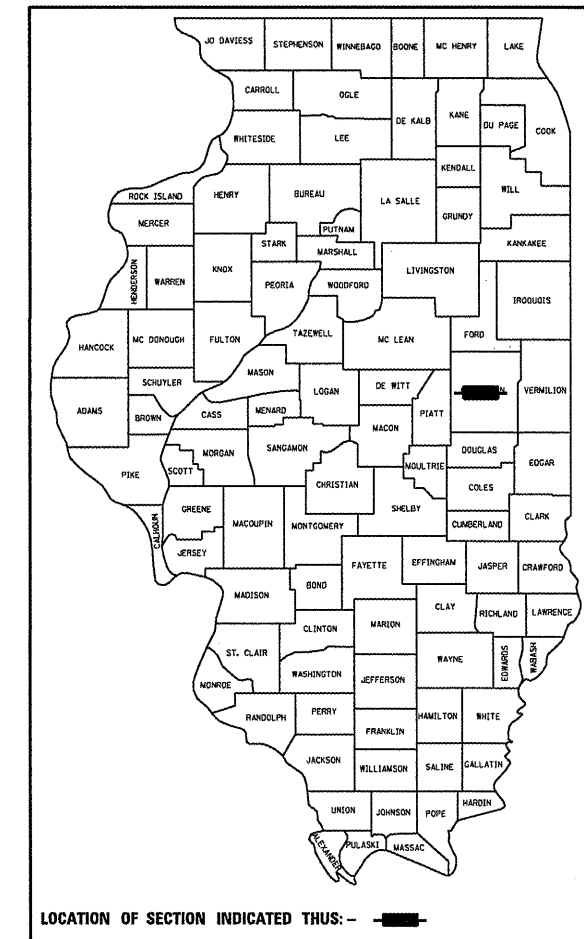 JO DAVIESS STEPHENSON WINNEBAGO BOONE MC HENRY LAKE
CARROLL OGLE DE KALB KANE DU PAGE COOK
WHITESIDE LEE
KENDALL WILL
ROCK ISLAND HENRY BUREAU LA SALLE GRUNDY
MERCER PUTNAM
STARK MARSHALL KANKAKEE
HENDERSON WARREN KNOX PEORIA WOODFORD LIVINGSTON
IROQUOIS
HANCOCK MC DONOUGH FULTON TAZEWELL MC LEAN FORD
SCHUYLER MASON
ADAMS BROWN CASS MENARD LOGAN DE WITT PIATT N VERMILION
MACON
MORGAN SANGAMON DOUGLAS
PIKE SCOTT CHRISTIAN MOULTRIE EDGAR
COLES
GREENE MACOUPIN MONTGOMERY SHELBY
CALHOUN CUMBERLAND CLARK
JERSEY
FAYETTE EFFINGHAM JASPER CRAWFORD
MADISON BOND
CLAY RICHLAND LAWRENCE
CLINTON MARION
ST. CLAIR WAYNE EDWARDS WABASH
MONROE WASHINGTON JEFFERSON
RANDOLPH PERRY HAMILTON WHITE
FRANKLIN
JACKSON WILLIAMSON SALINE GALLATIN
UNION JOHNSON POPE HARDIN
ALEXANDER PULASKI MASSAC
LOCATION OF SECTION INDICATED THUS: -